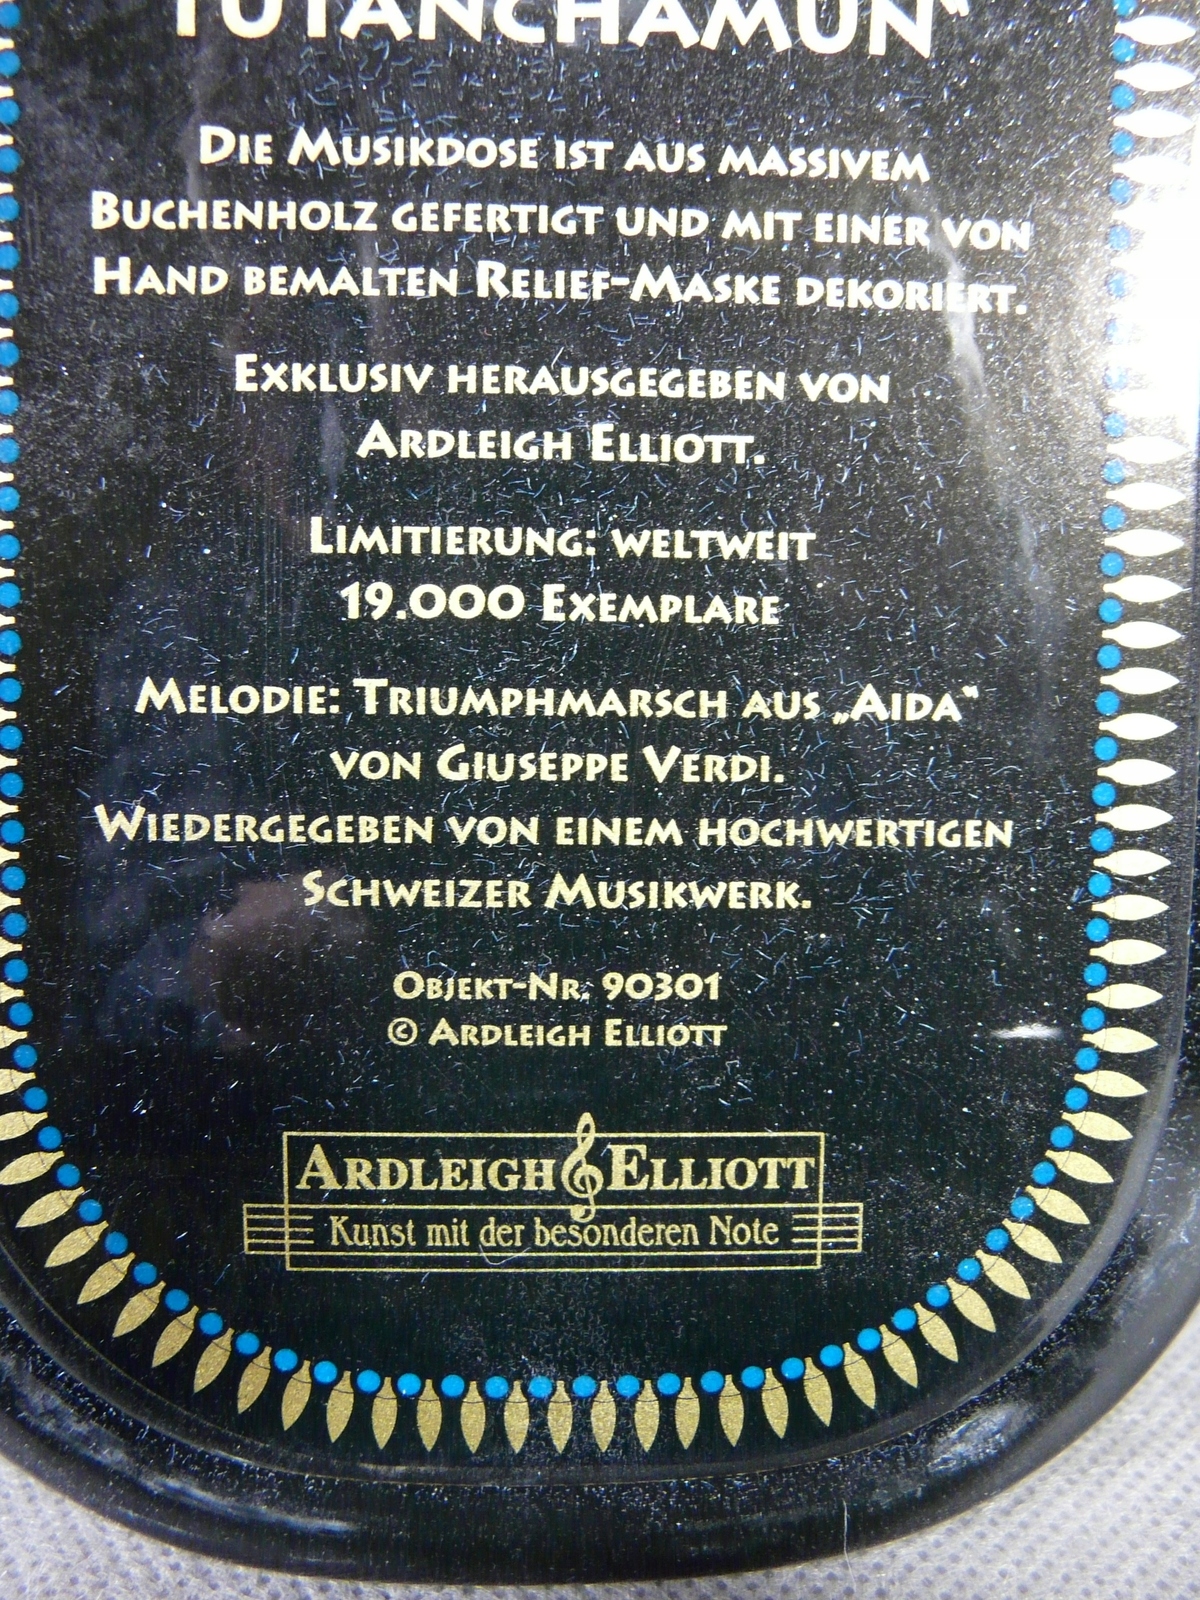 TUTANCHAMUN“
DIE MUSIKDOSE IST AUS MASSIVEM
BUCHENHOLZ GEFERTIGT UND MIT EINER VON
HAND BEMALTEN RELIEF-MASKE DEKORIERT.
EXKLUSIV HERAUSGEGEBEN VON
ARDLEIGH ELLIOTT.
LIMITIERUNG: WELTWEIT
19.000 EXEMPLARE
MELODIE: TRIUMPHMARSCH AUS „AIDA“
VON GIUSEPPE VERDI.
WIEDERGEGEBEN VON EINEM HOCHWERTIGEN
SCHWEIZER MUSIKWERK.
OBJEKT-NR. 90301
© ARDLEIGH ELLIOTT
ARDLEIGH ELLIOTT
Kunst mit der besonderen Note